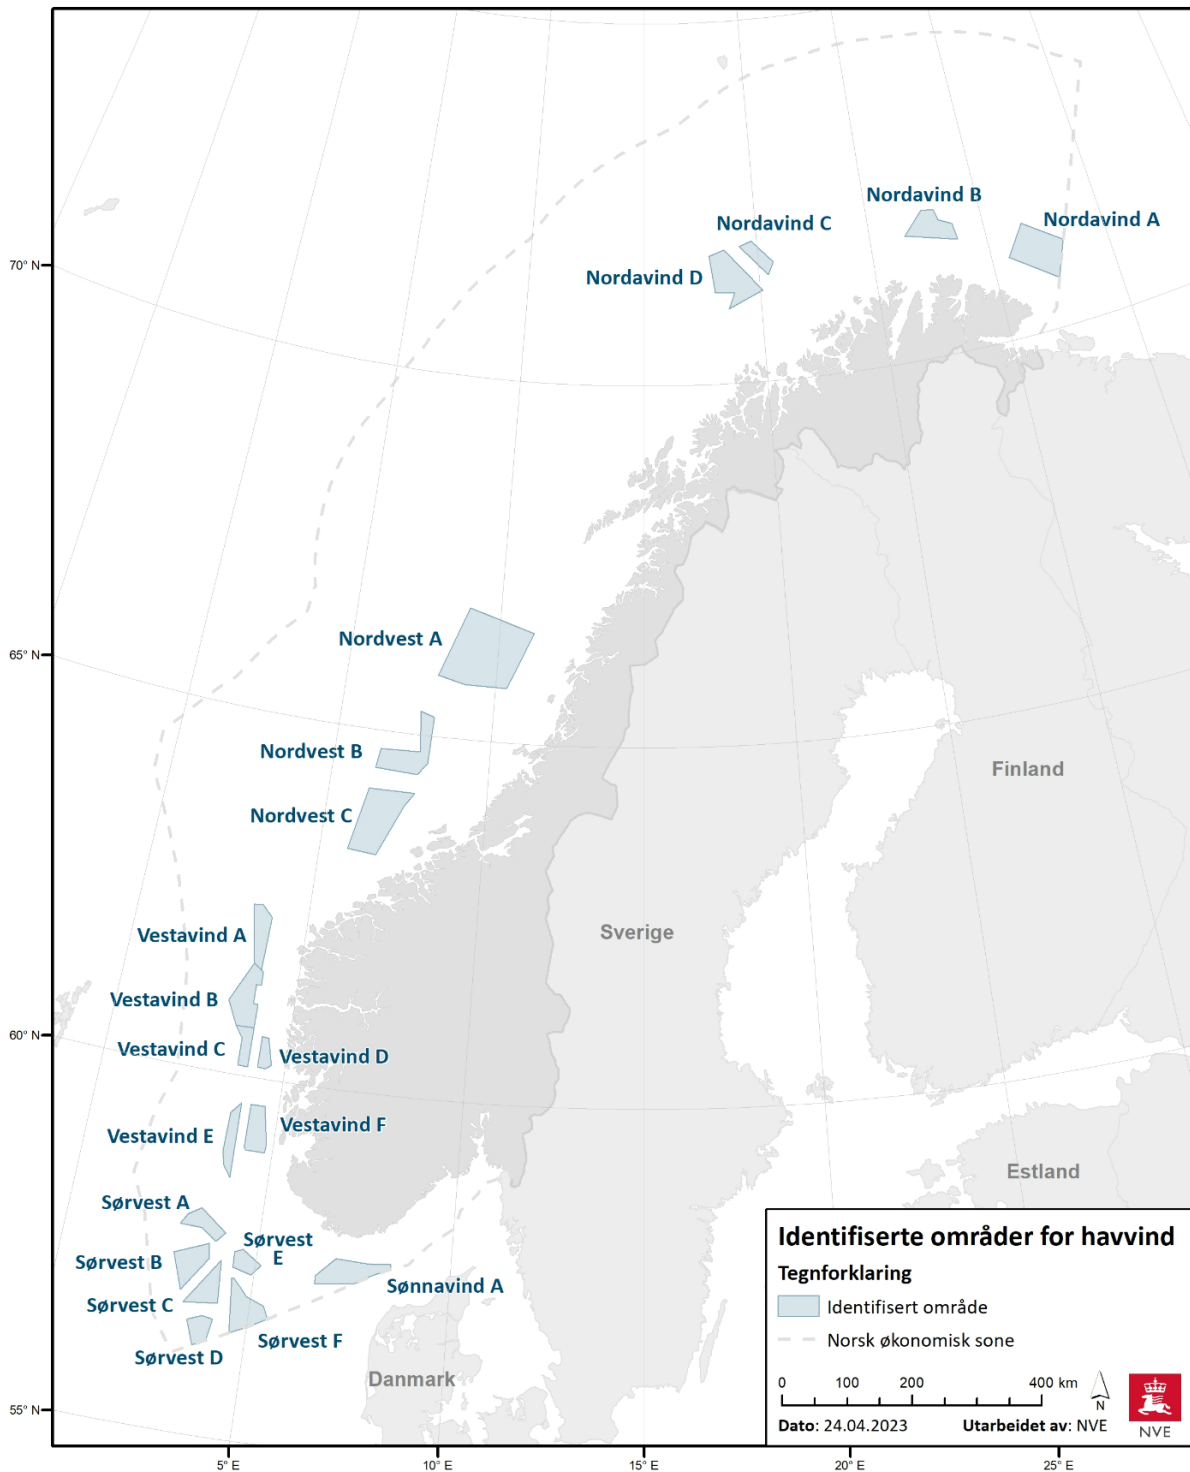 Nordavind B
Nordavind A
Nordavind C
Nordavind D
70° N
Nordvest A
65° N
Nordvest B
Nordvest C
Finland
Sverige
Vestavind A
Vestavind B
60° N
Vestavind C
Vestavind D
Vestavind E
Vestavind F
Estland
Sørvest A
Sørvest
E
Sørvest B
Sørvest C
Sønnavind A
Sørvest F
Sørvest D
Danmark
55° N
Identifiserte områder for havvind
Tegnforklaring
Identifisert område
Norsk økonomisk sone
0 100 200 400 km
N
Dato: 24.04.2023 Utarbeidet av: NVE
NVE
5° E 10° E 15° E 20° E 25° E